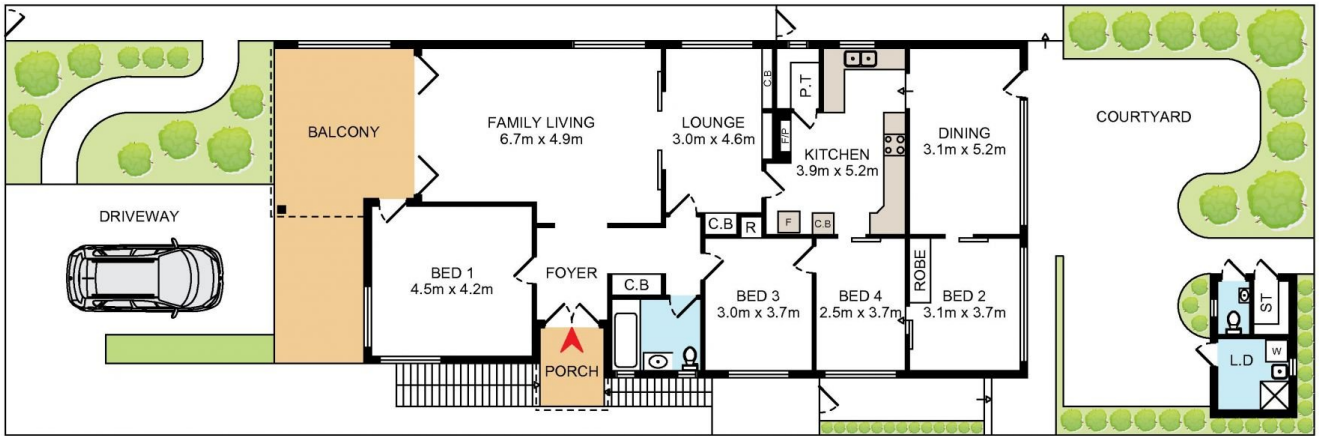 BALCONY
FAMILY LIVING
6.7m x 4.9m
LOUNGE
3.0m x 4.6m
C.B
P.T
F/P
KITCHEN
3.9m x 5.2m
DINING
3.1m x 5.2m
COURTYARD
DRIVEWAY
F
C.B
C.B
R
BED 1
4.5m x 4.2m
FOYER
C.B
BED 3
3.0m x 3.7m
BED 4
2.5m x 3.7m
ROBE
BED 2
3.1m x 3.7m
PORCH
ST
W
L.D